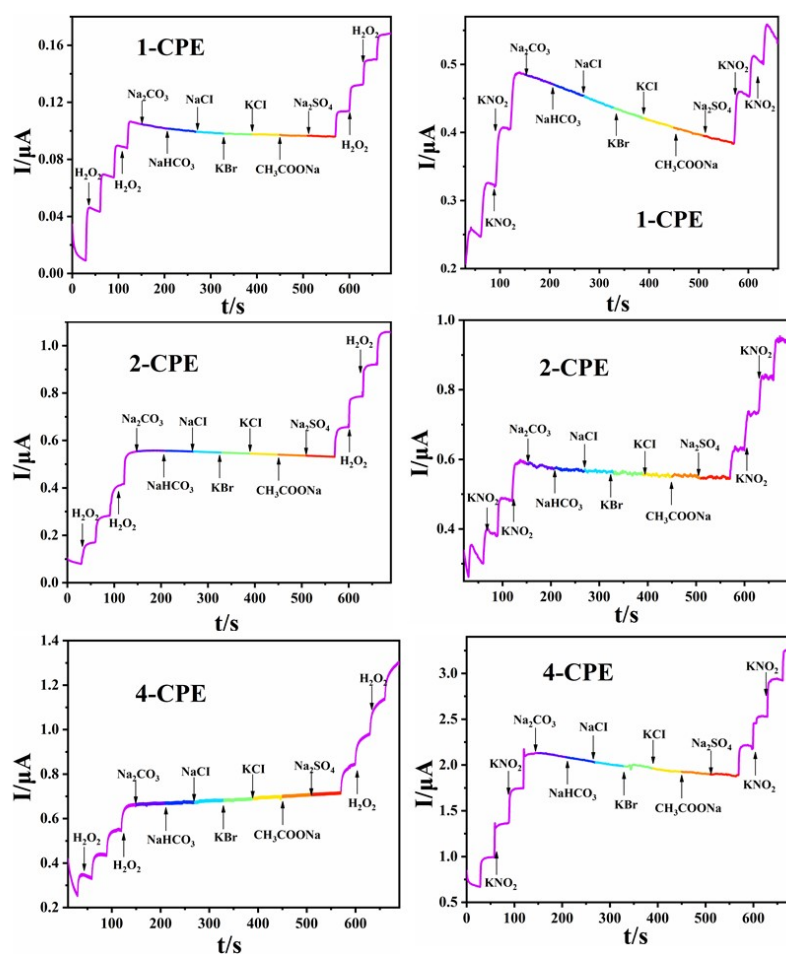 1-CPE
I/μA
0.16
0.12
0.08
0.04
0.00
H₂O₂
H₂O₂
Na₂CO₃
NaHCO₃
NaCl
KBr
KCl
CH₃COONa
Na₂SO₄
H₂O₂
H₂O₂
0 100 200 300 400 500 600
t/s
1-CPE
I/μA
0.5
0.4
0.3
0.2
KNO₂
KNO₂
Na₂CO₃
NaHCO₃
NaCl
KBr
KCl
CH₃COONa
Na₂SO₄
KNO₂
KNO₂
100 200 300 400 500 600
t/s
2-CPE
I/μA
1.0
0.8
0.6
0.4
0.2
0.0
H₂O₂
H₂O₂
Na₂CO₃
NaHCO₃
NaCl
KBr
KCl
CH₃COONa
Na₂SO₄
H₂O₂
H₂O₂
0 100 200 300 400 500 600
t/s
2-CPE
I/μA
1.0
0.8
0.6
0.4
KNO₂
KNO₂
Na₂CO₃
NaHCO₃
NaCl
KBr
KCl
CH₃COONa
Na₂SO₄
KNO₂
KNO₂
100 200 300 400 500 600
t/s
4-CPE
I/μA
1.4
1.2
1.0
0.8
0.6
0.4
0.2
H₂O₂
H₂O₂
Na₂CO₃
NaHCO₃
NaCl
KBr
KCl
CH₃COONa
Na₂SO₄
H₂O₂
H₂O₂
100 200 300 400 500 600
t/s
4-CPE
I/μA
3.0
2.5
2.0
1.5
1.0
0.5
KNO₂
KNO₂
Na₂CO₃
NaHCO₃
NaCl
KBr
KCl
CH₃COONa
Na₂SO₄
KNO₂
KNO₂
0 100 200 300 400 500 600
t/s